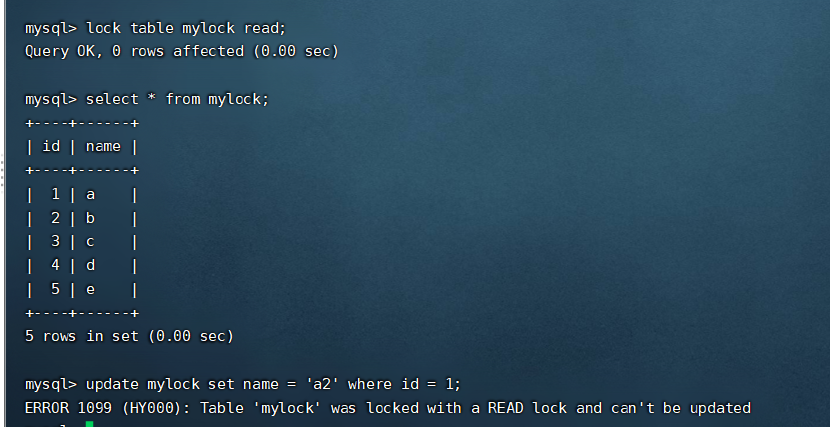 mysql> lock table mylock read;
Query OK, 0 rows affected (0.00 sec)
mysql> select * from mylock;
+----+------+
| id | name |
+----+------+
|  1 | a    |
|  2 | b    |
|  3 | c    |
|  4 | d    |
|  5 | e    |
+----+------+
5 rows in set (0.00 sec)
mysql> update mylock set name = 'a2' where id = 1;
ERROR 1099 (HY000): Table 'mylock' was locked with a READ lock and can't be updated